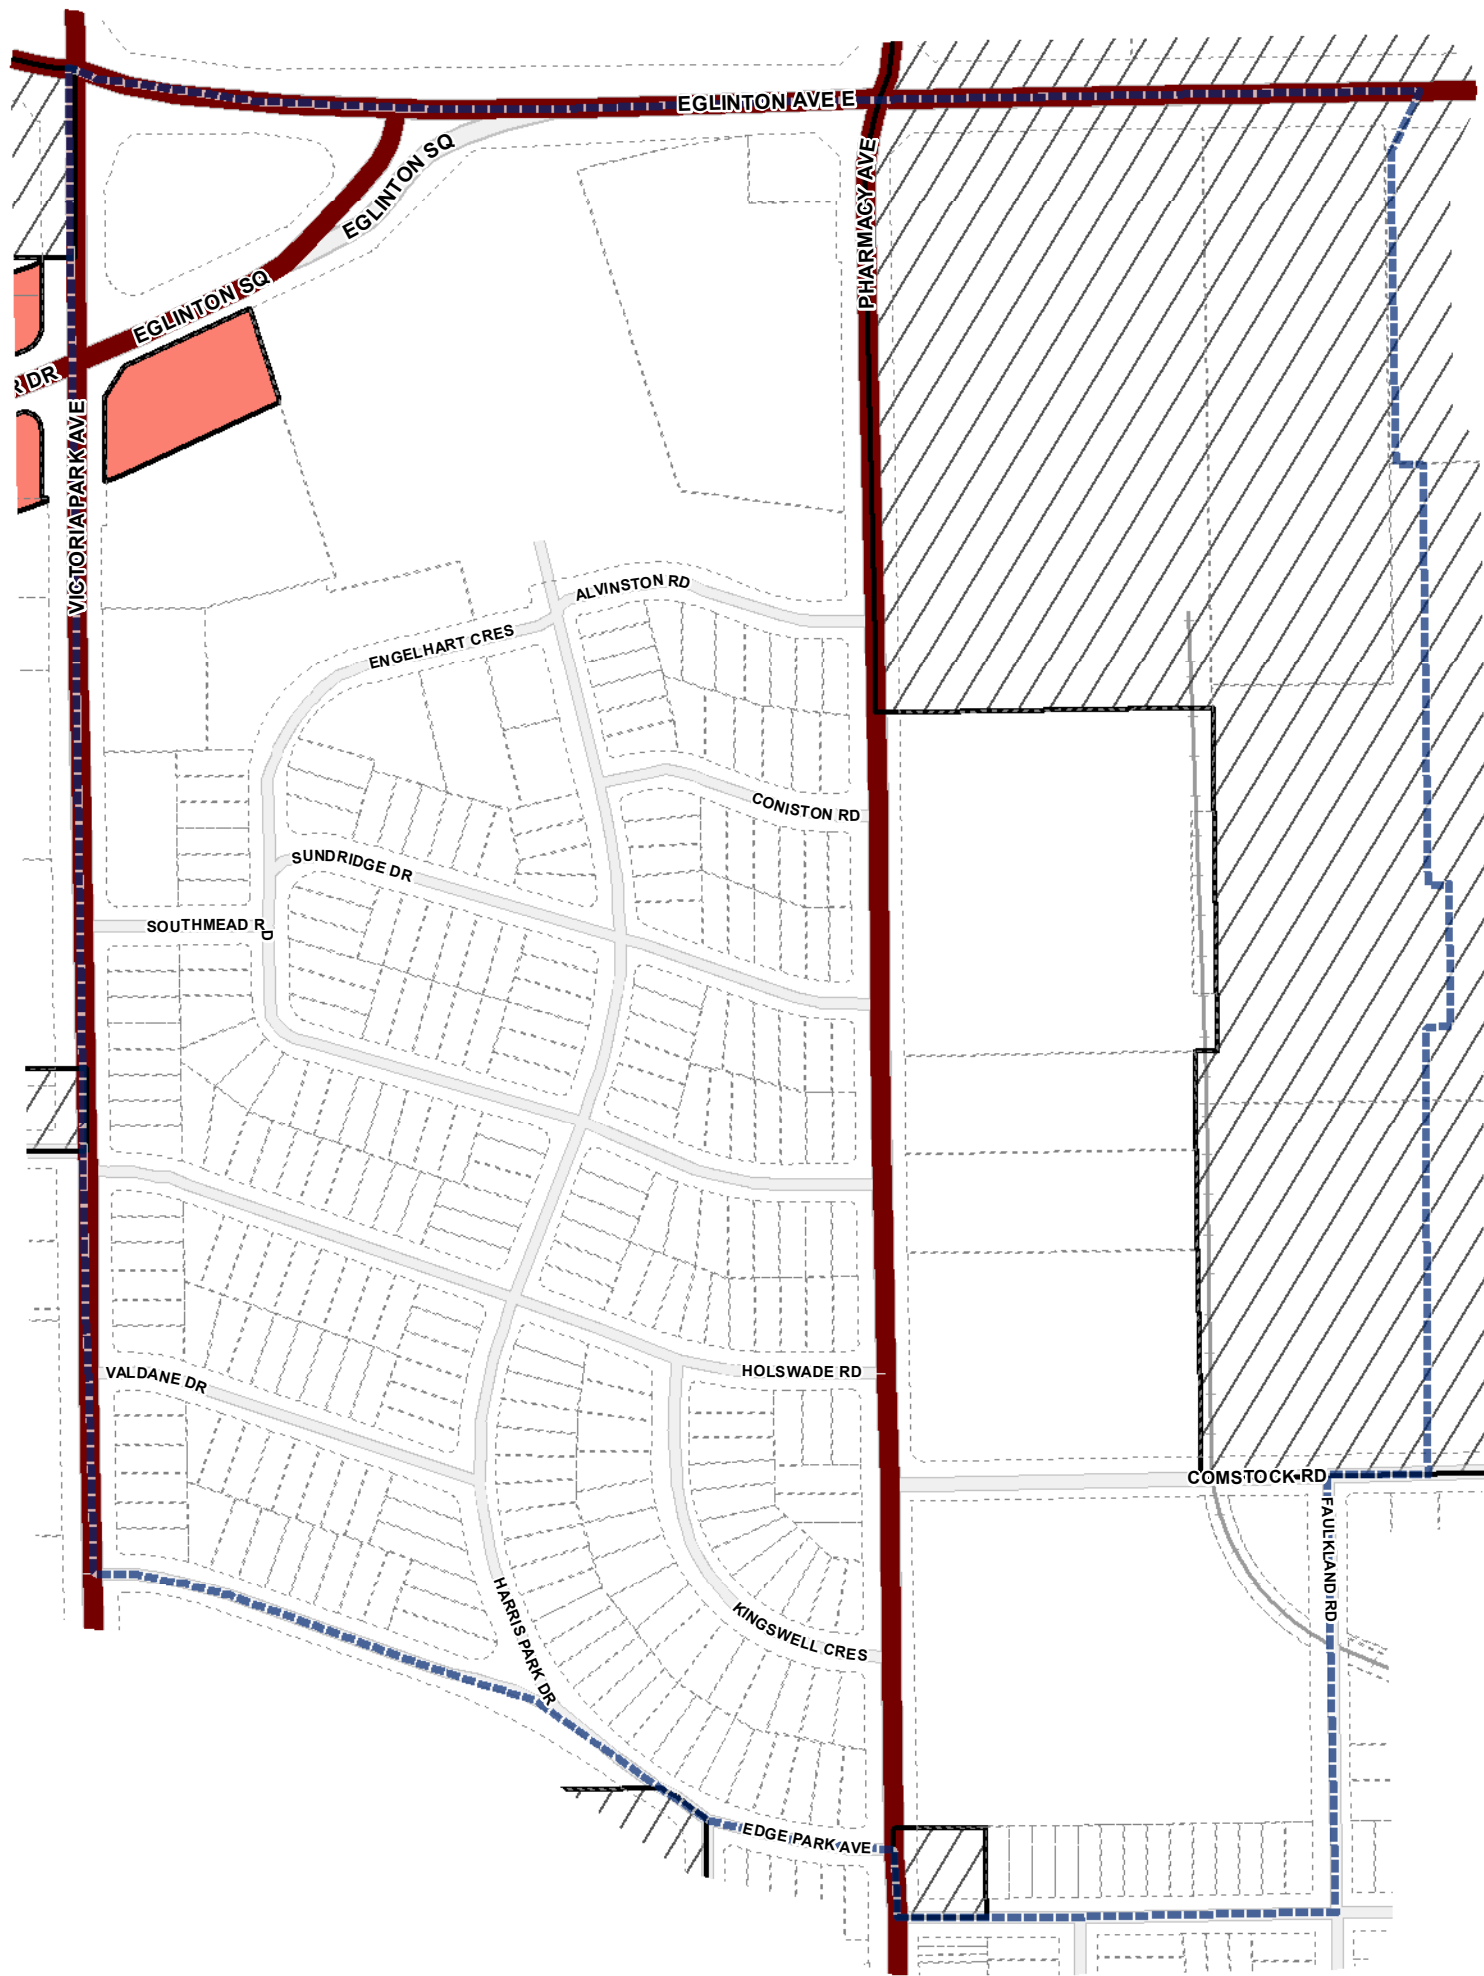 EGLINTON AVE E
EGLINTON SQ
PHARMACY AVE
EGLINTON SQ
R DR
VICTORIA PARK AVE
ALVINSTON RD
ENGELHART CRES
CONISTON RD
SUNDRIDGE DR
SOUTHMEAD RD
HOLSWADE RD
VALDANE DR
COMSTOCK RD
FAULKLAND RD
HARRIS PARK DR
KINGSWELL CRES
EDGE PARK AVE